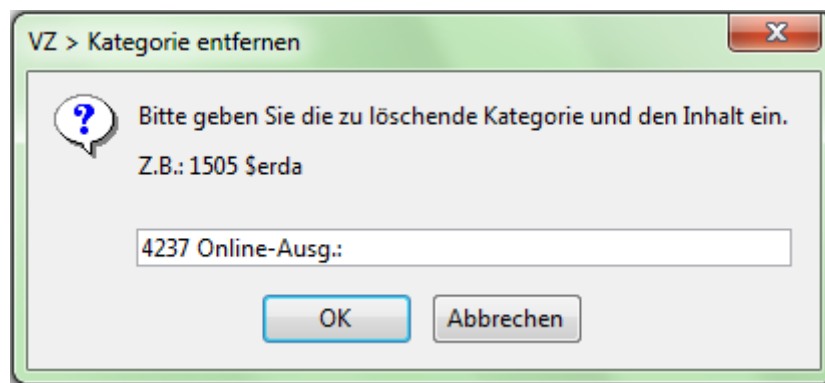 VZ > Kategorie entfernen
Bitte geben Sie die zu löschende Kategorie und den Inhalt ein.
Z.B.: 1505 $erda
4237 Online-Ausg.:
OK Abbrechen